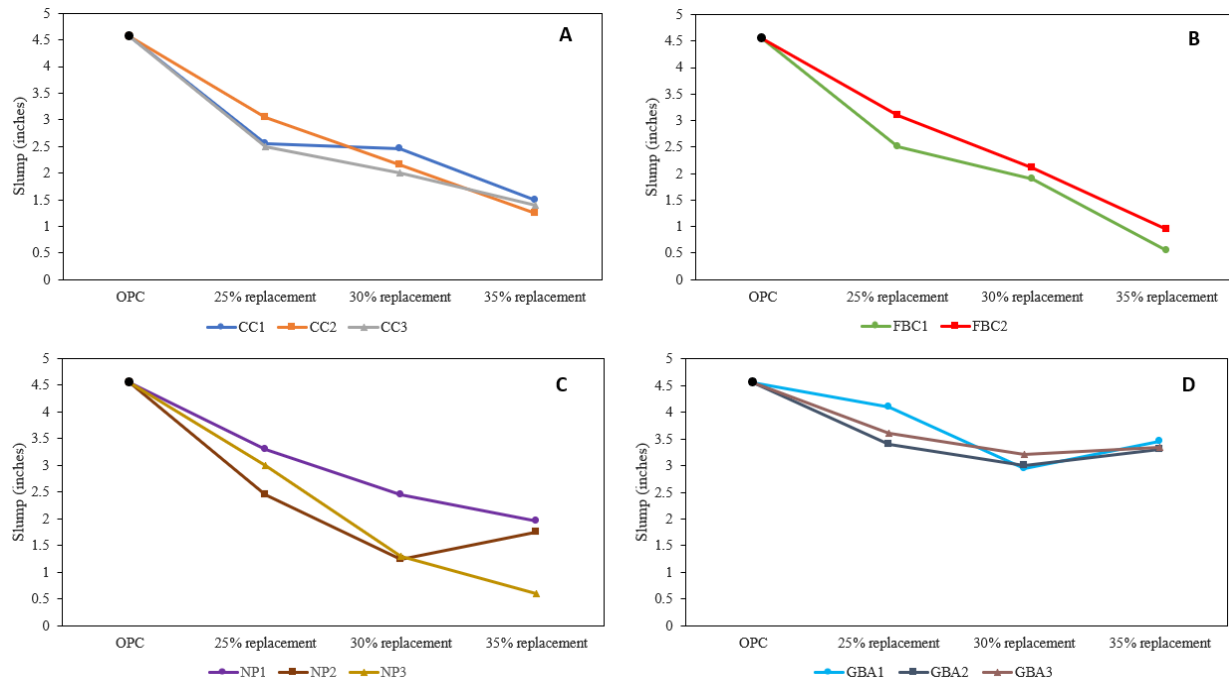 A
Slump (inches)
5
4.5
4
3.5
3
2.5
2
1.5
1
0.5
0
OPC 25% replacement 30% replacement 35% replacement
CC1 CC2 CC3
B
Slump (inches)
5
4.5
4
3.5
3
2.5
2
1.5
1
0.5
0
OPC 25% replacement 30% replacement 35% replacement
FBC1 FBC2
C
Slump (inches)
5
4.5
4
3.5
3
2.5
2
1.5
1
0.5
0
OPC 25% replacement 30% replacement 35% replacement
NP1 NP2 NP3
D
Slump (inches)
5
4.5
4
3.5
3
2.5
2
1.5
1
0.5
0
OPC 25% replacement 30% replacement 35% replacement
GBA1 GBA2 GBA3